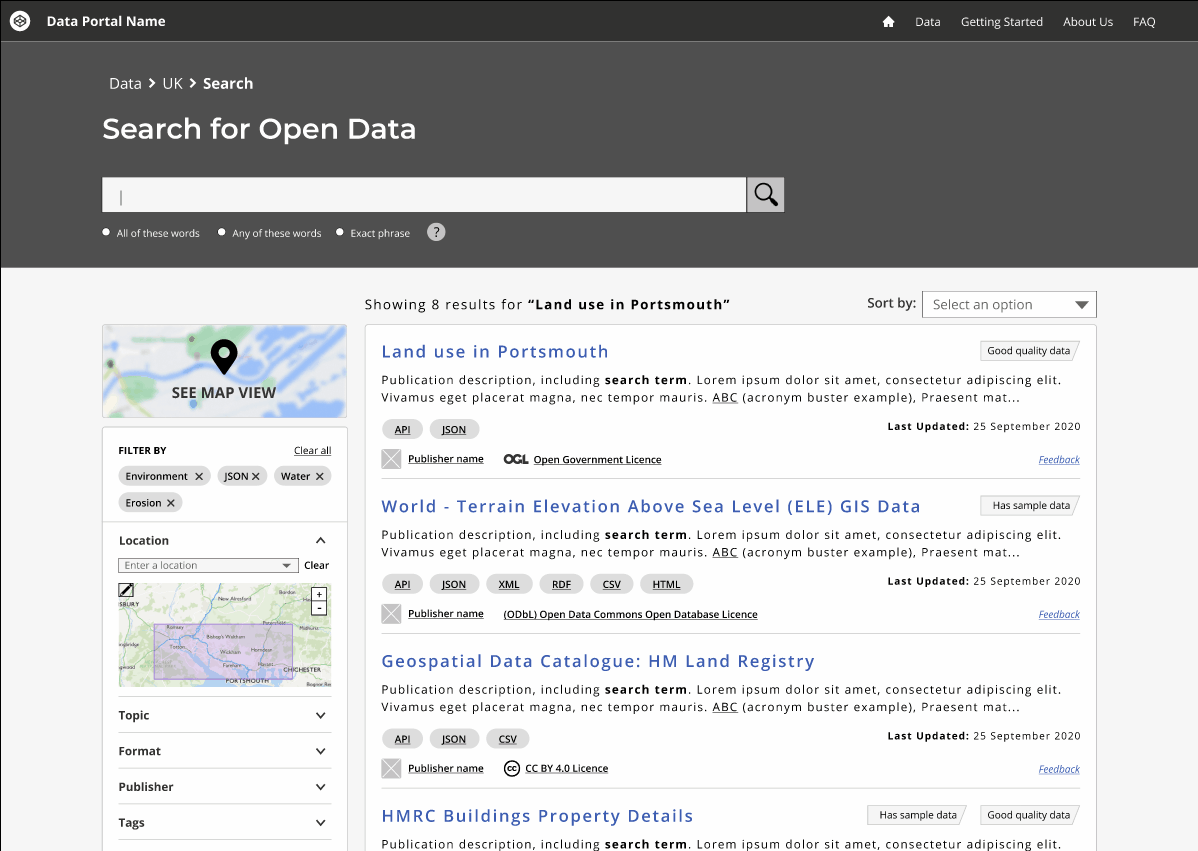 Data Portal Name
Data Getting Started About Us FAQ
Data UK Search
Search for Open Data
All of these words Any of these words Exact phrase ?
Showing 8 results for “Land use in Portsmouth”
Sort by: Select an option
SEE MAP VIEW
FILTER BY Clear all
Environment JSON Water
Erosion
Location
Enter a location Clear
SBURY
New Alresford
Bordon
+
-
Romsey
Petersfield
Midhurst
Bishop's Waltham
Totton
Wickham
Horndean
Fareham
Havant
CHICHESTER
PORTSMOUTH
Topic
Format
Publisher
Tags
Land use in Portsmouth Good quality data
Publication description, including search term. Lorem ipsum dolor sit amet, consectetur adipiscing elit.
Vivamus eget placerat magna, nec tempor mauris. ABC (acronym buster example), Praesent mat...
API JSON Last Updated: 25 September 2020
Publisher name OGL Open Government Licence Feedback
World - Terrain Elevation Above Sea Level (ELE) GIS Data Has sample data
Publication description, including search term. Lorem ipsum dolor sit amet, consectetur adipiscing elit.
Vivamus eget placerat magna, nec tempor mauris. ABC (acronym buster example), Praesent mat...
API JSON XML RDF CSV HTML Last Updated: 25 September 2020
Publisher name (ODbL) Open Data Commons Open Database Licence Feedback
Geospatial Data Catalogue: HM Land Registry
Publication description, including search term. Lorem ipsum dolor sit amet, consectetur adipiscing elit.
Vivamus eget placerat magna, nec tempor mauris. ABC (acronym buster example), Praesent mat...
API JSON CSV Last Updated: 25 September 2020
Publisher name cc CC BY 4.0 Licence Feedback
HMRC Buildings Property Details Has sample data Good quality data
Publication description, including search term. Lorem ipsum dolor sit amet, consectetur adipiscing elit.